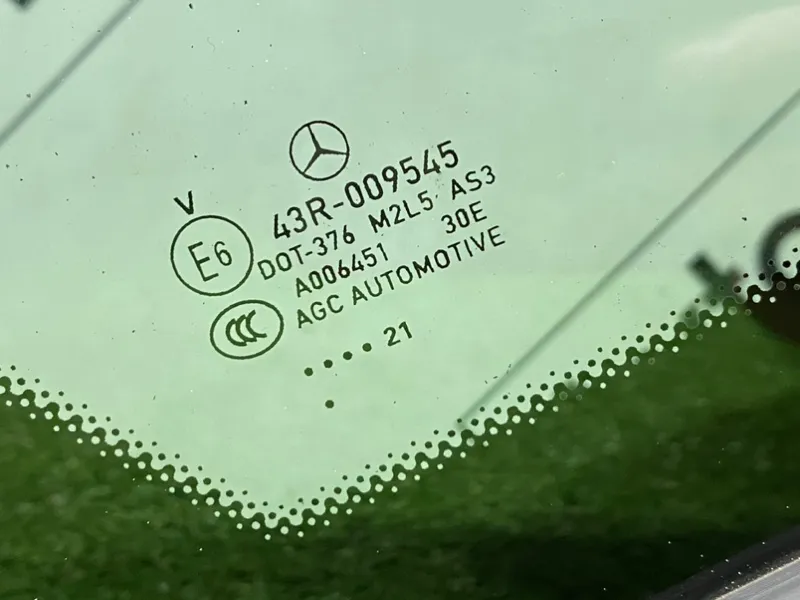 V
E6
43R-009545
DOT-376 M2L5 AS3
A006451 30E
AGC AUTOMOTIVE
CCC
•••• 21
•